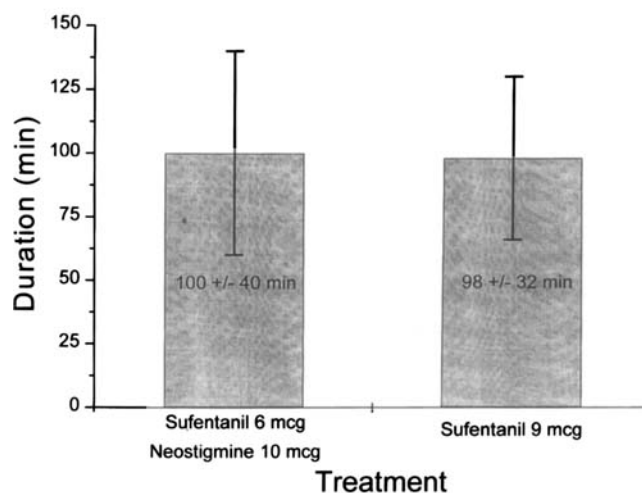 Duration (min)
150
125
100
75
50
25
0
100 +/- 40 min
98 +/- 32 min
Sufentanil 6 mcg
Neostigmine 10 mcg
Sufentanil 9 mcg
Treatment